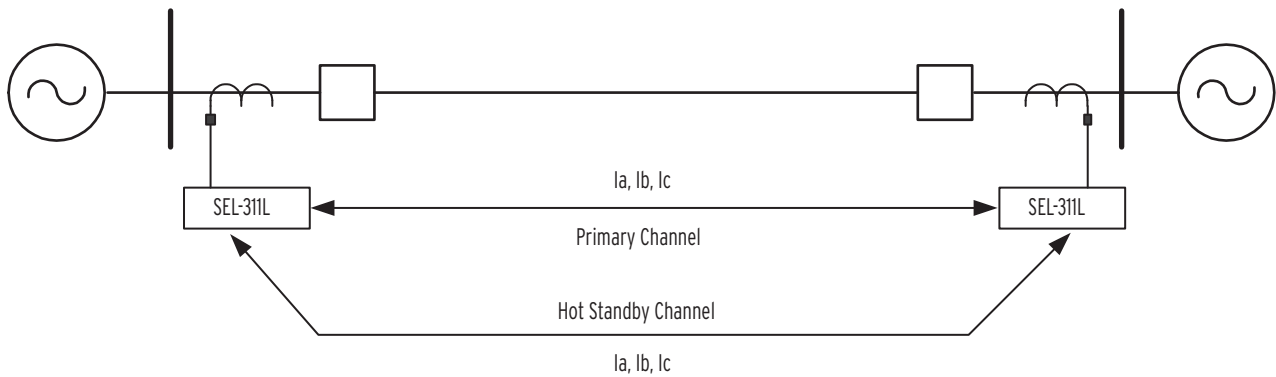 Ia, Ib, Ic
SEL-311L
SEL-311L
Primary Channel
Hot Standby Channel
Ia, Ib, Ic